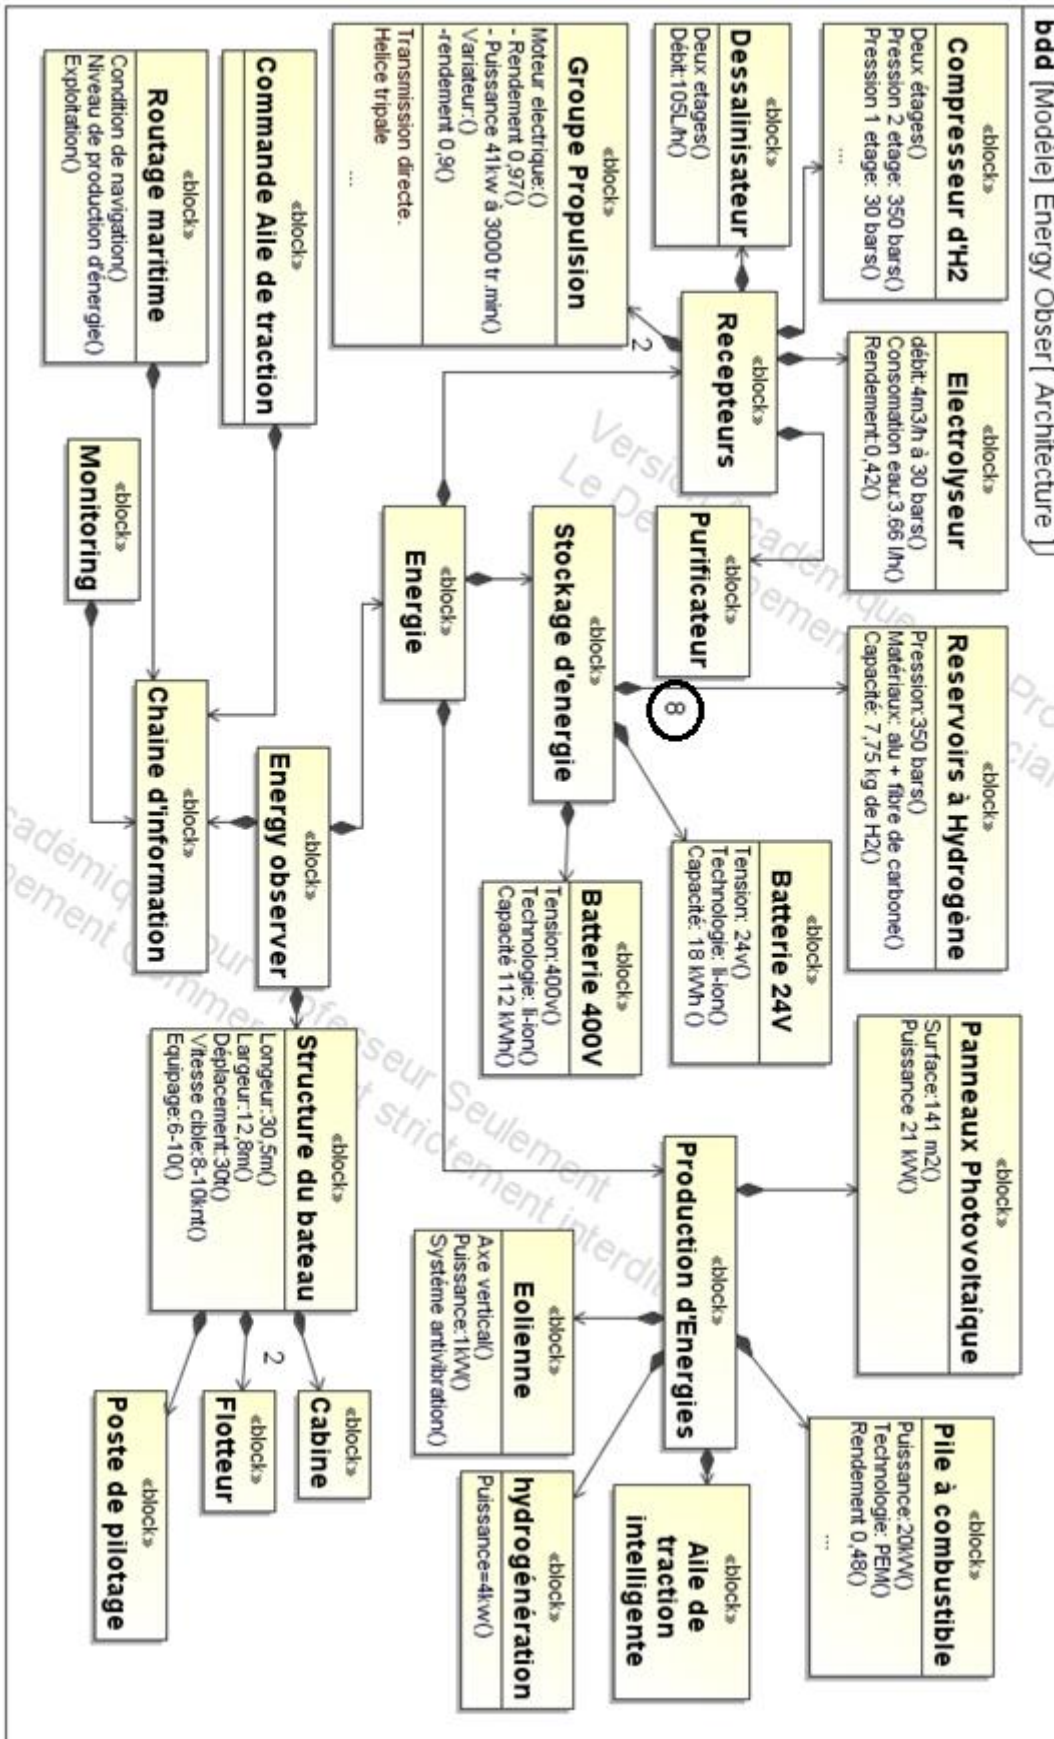 bdd [Modèle] Energy Obser[ Architecture ]
«block»
Compresseur d'H2
Deux étages()
Pression 2 etage: 350 bars()
Pression 1 etage: 30 bars()
...
«block»
Electrolyseur
débit:4m3/h à 30 bars()
Consomation eau:3.66 l/h()
Rendement:0,42()
«block»
Reservoirs à Hydrogène
Pression:350 bars()
Matériaux: alu + fibre de carbone()
Capacité: 7,75 kg de H2()
«block»
Panneaux Photovoltaique
Surface:141 m2()
Puissance 21 kW()
«block»
Pile à combustible
Puissance:20kW()
Technologie: PEM()
Rendement 0,48()
...
«block»
Dessalinisateur
Deux etages()
Débit:105L/h()
«block»
Recepteurs
«block»
Purificateur
8
«block»
Batterie 24V
Tension: 24v()
Technologie: li-ion()
Capacité: 18 kWh ()
«block»
Production d'Energies
«block»
Aile de
traction
intelligente
«block»
Groupe Propulsion
Moteur electrique:()
- Rendement 0,97()
- Puissance 41kw à 3000 tr.min()
Variateur:()
-rendement 0,9()
Transmission directe.
Helice tripale
...
2
«block»
Stockage d'energie
«block»
Batterie 400V
Tension:400v()
Technologie: li-ion()
Capacité 112 kWh()
«block»
Eolienne
Axe vertical()
Puissance:1kW()
Systéme antivibration()
«block»
hydrogénération
Puissance=4kw()
«block»
Energie
«block»
Commande Aile de traction
«block»
Energy observer
«block»
Structure du bateau
Longeur:30,5m()
Largeur:12,8m()
Déplacement:30t()
Vitesse cible:8-10knt()
Equipage:6-10()
«block»
Cabine
2
«block»
Flotteur
«block»
Poste de pilotage
«block»
Routage maritime
Condition de navigation()
Niveau de production d'énergie()
Exploitation()
«block»
Monitoring
«block»
Chaine d'information
Seulement
strictement interdit